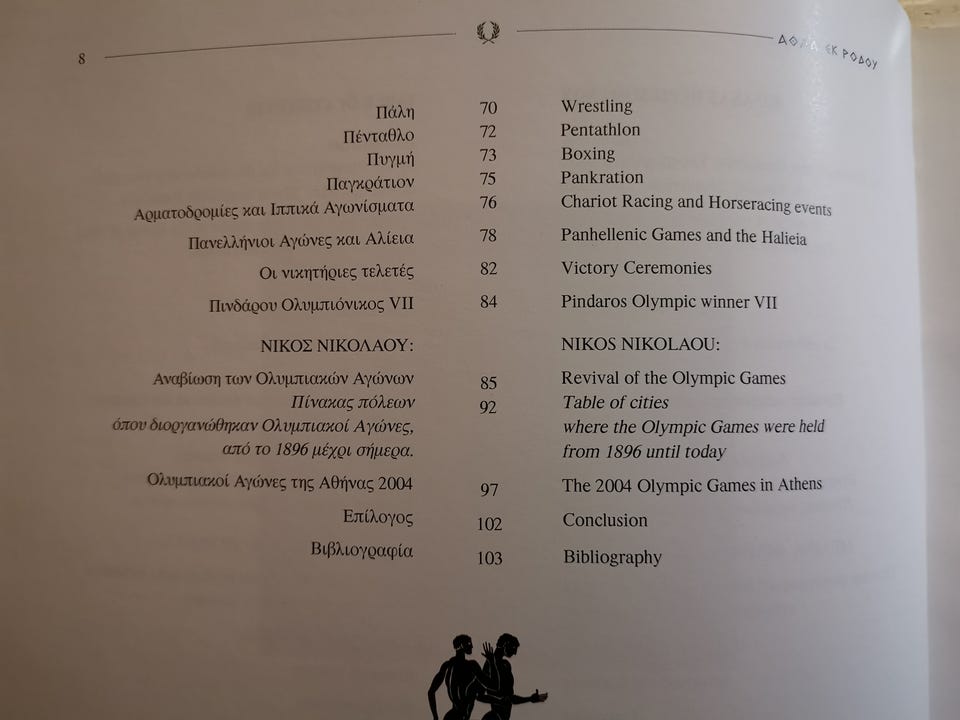 8
ΕΚ ΡΟΔΟΥ
Πάλη 70 Wrestling
Πένταθλο 72 Pentathlon
Πυγμή 73 Boxing
Παγκράτιον 75 Pankration
Αρματοδρομίες και Ιππικά Αγωνίσματα 76 Chariot Racing and Horseracing events
Πανελλήνιοι Αγώνες και Αλίεια 78 Panhellenic Games and the Halieia
Οι νικητήριες τελετές 82 Victory Ceremonies
Πινδάρου Ολυμπιόνικος VII 84 Pindaros Olympic winner VII
ΝΙΚΟΣ ΝΙΚΟΛΑΟΥ: NIKOS NIKOLAOU:
Αναβίωση των Ολυμπιακών Αγώνων 85 Revival of the Olympic Games
Πίνακας πόλεων 92 Table of cities
όπου διοργανώθηκαν Ολυμπιακοί Αγώνες, where the Olympic Games were held
από το 1896 μέχρι σήμερα. from 1896 until today
Ολυμπιακοί Αγώνες της Αθήνας 2004 97 The 2004 Olympic Games in Athens
Επίλογος 102 Conclusion
Βιβλιογραφία 103 Bibliography